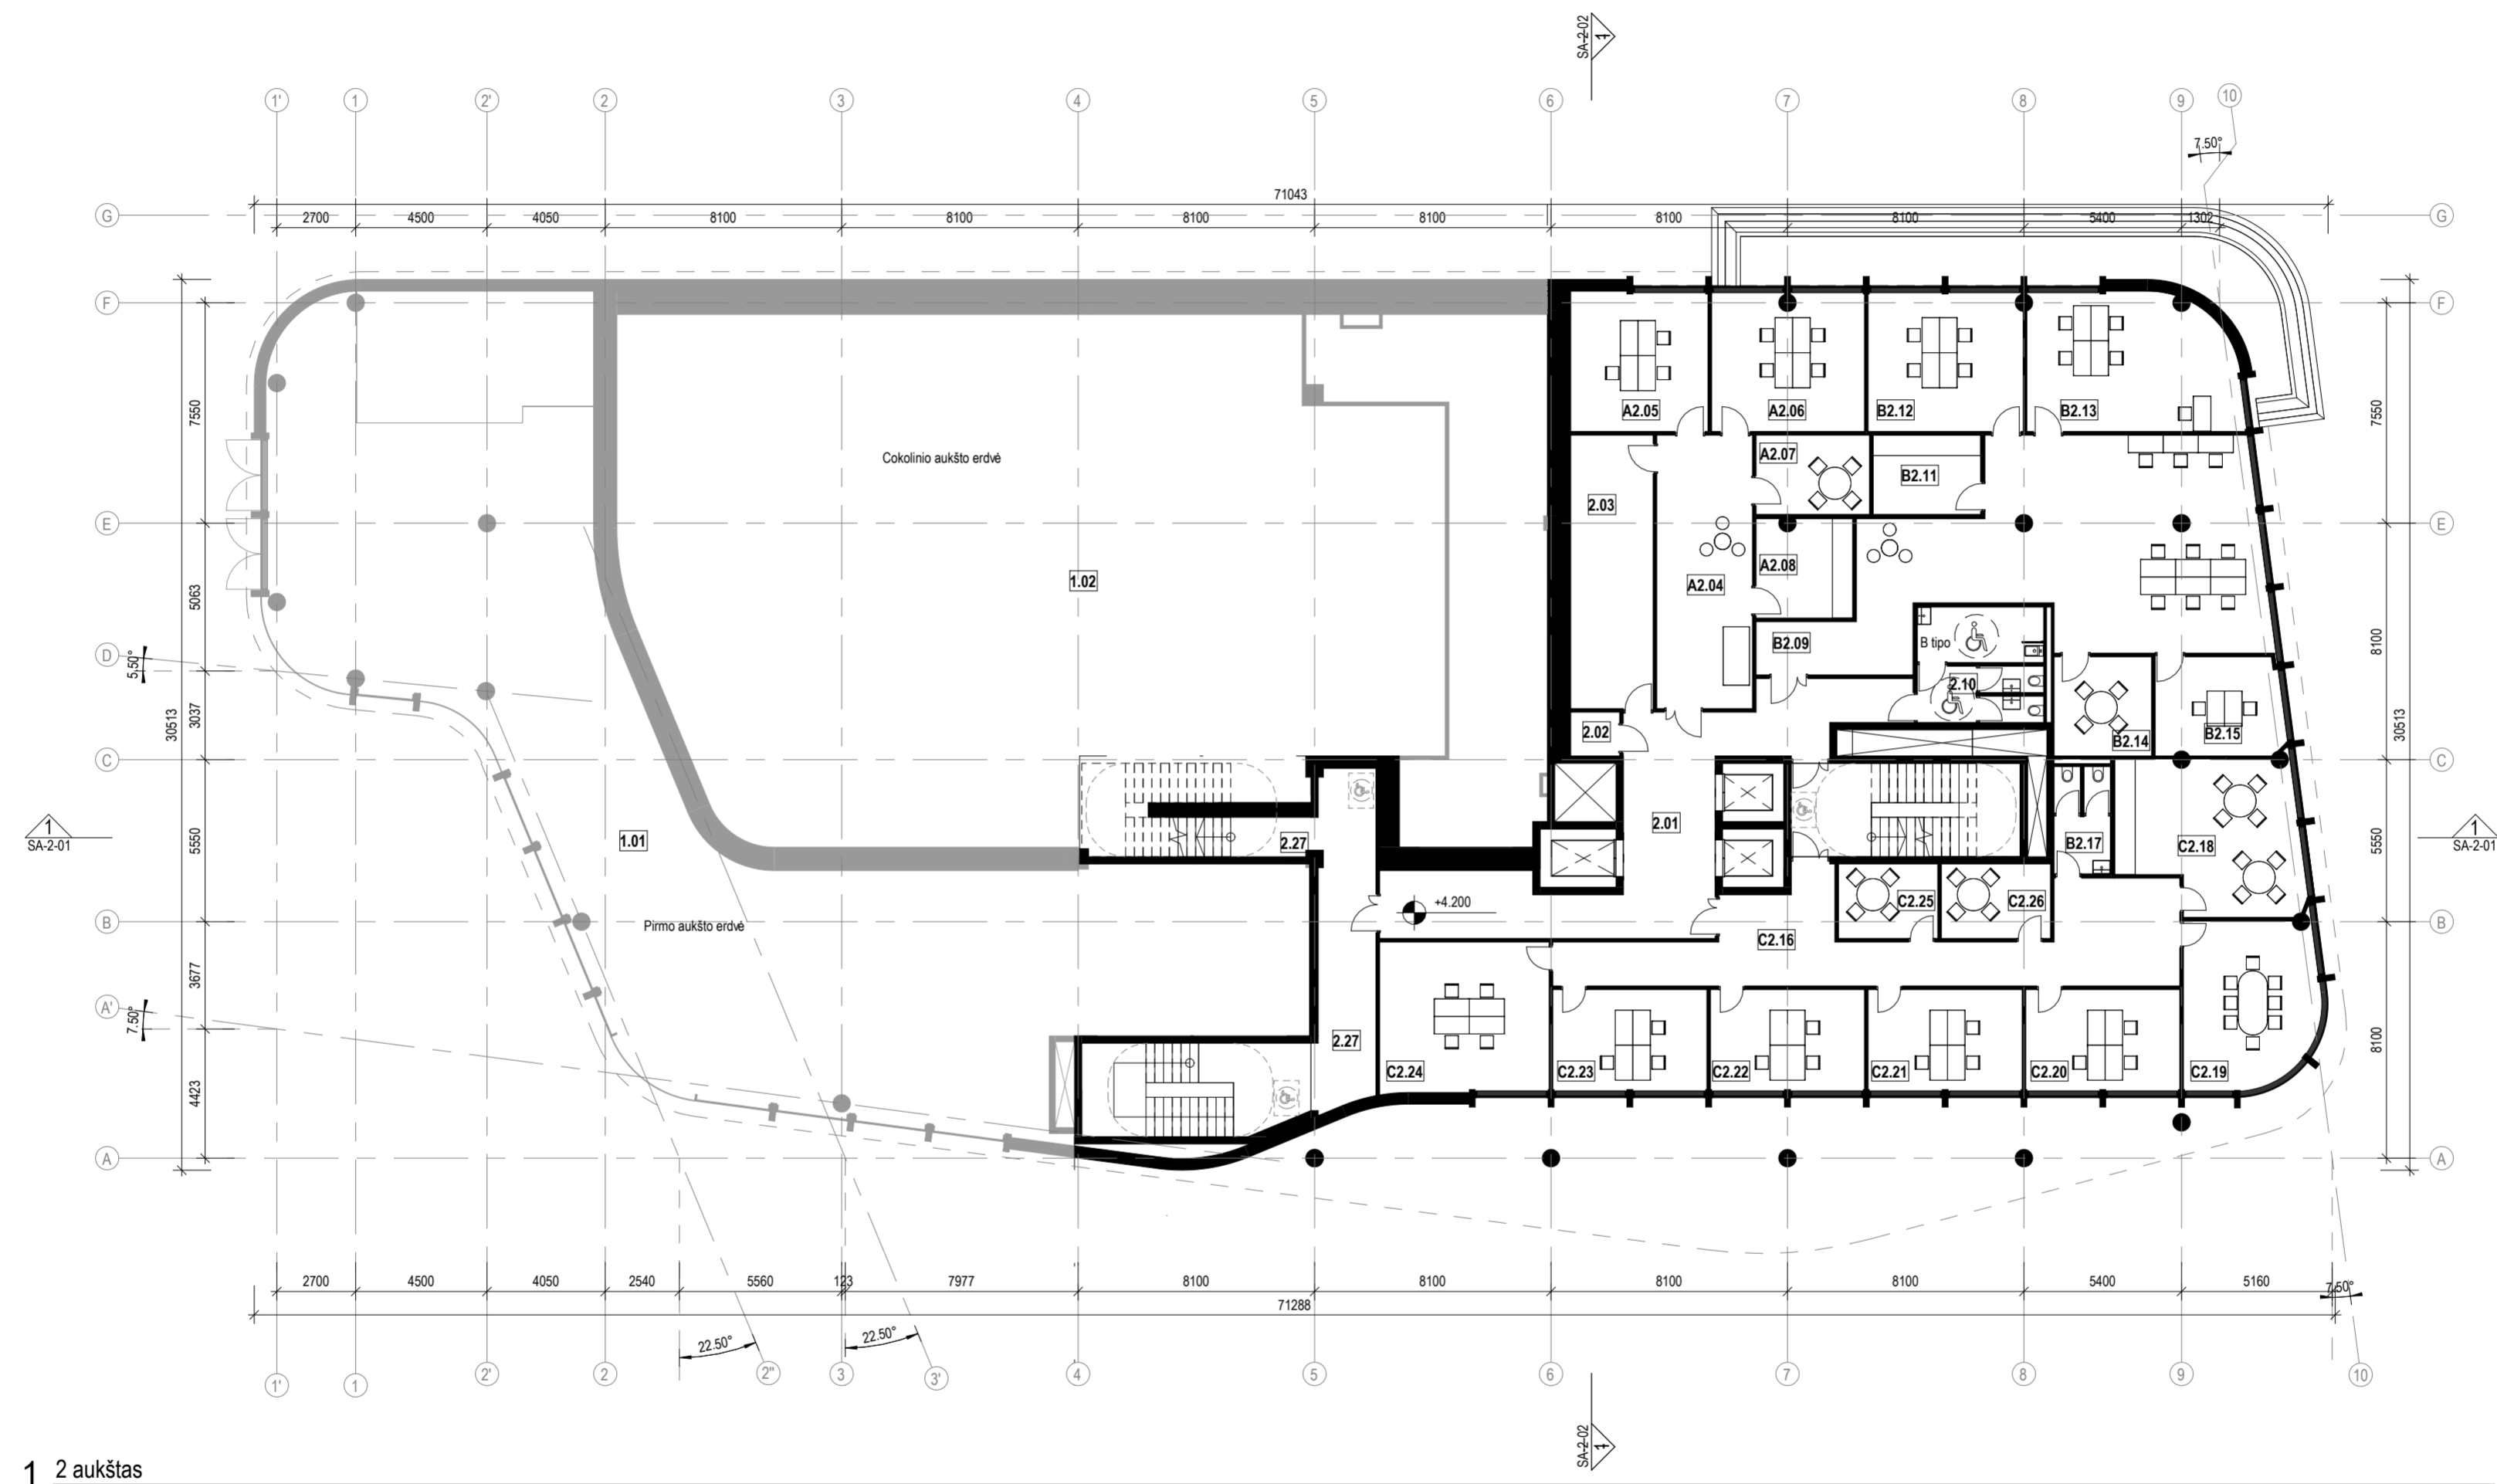 SA-2-02
1
1' 1 2' 2 3 4 5 6 7 8 9 10
7.50°
71043
G 2700 4500 4050 8100 8100 8100 8100 8100 8100 5400 1302 G
F F
A2.05 A2.06 B2.12 B2.13
7550 7550
Cokolinio aukšto erdvė
A2.07
B2.11
2.03
E E
A2.08
1.02 A2.04
5063
B tipo
B2.09
8100
D
5.50°
2.10
3037
30513 30513
2.02 B2.14 B2.15
C C
1 1
SA-2-01 SA-2-01
1.01 2.27 2.01 B2.17 C2.18
5550 5550
+4.200 C2.25 C2.26
B Pirmo aukšto erdvė B
C2.16
3677
A'
7.50°
2.27
8100
C2.24 C2.23 C2.22 C2.21 C2.20 C2.19
4423
A A
2700 4500 4050 2540 5560 123 7977 8100 8100 8100 8100 5400 5160
7.50°
71288
22.50° 22.50°
1' 1 2' 2 2'' 3 3' 4 5 6 7 8 9 10
SA-2-02
1
1 2 aukštas